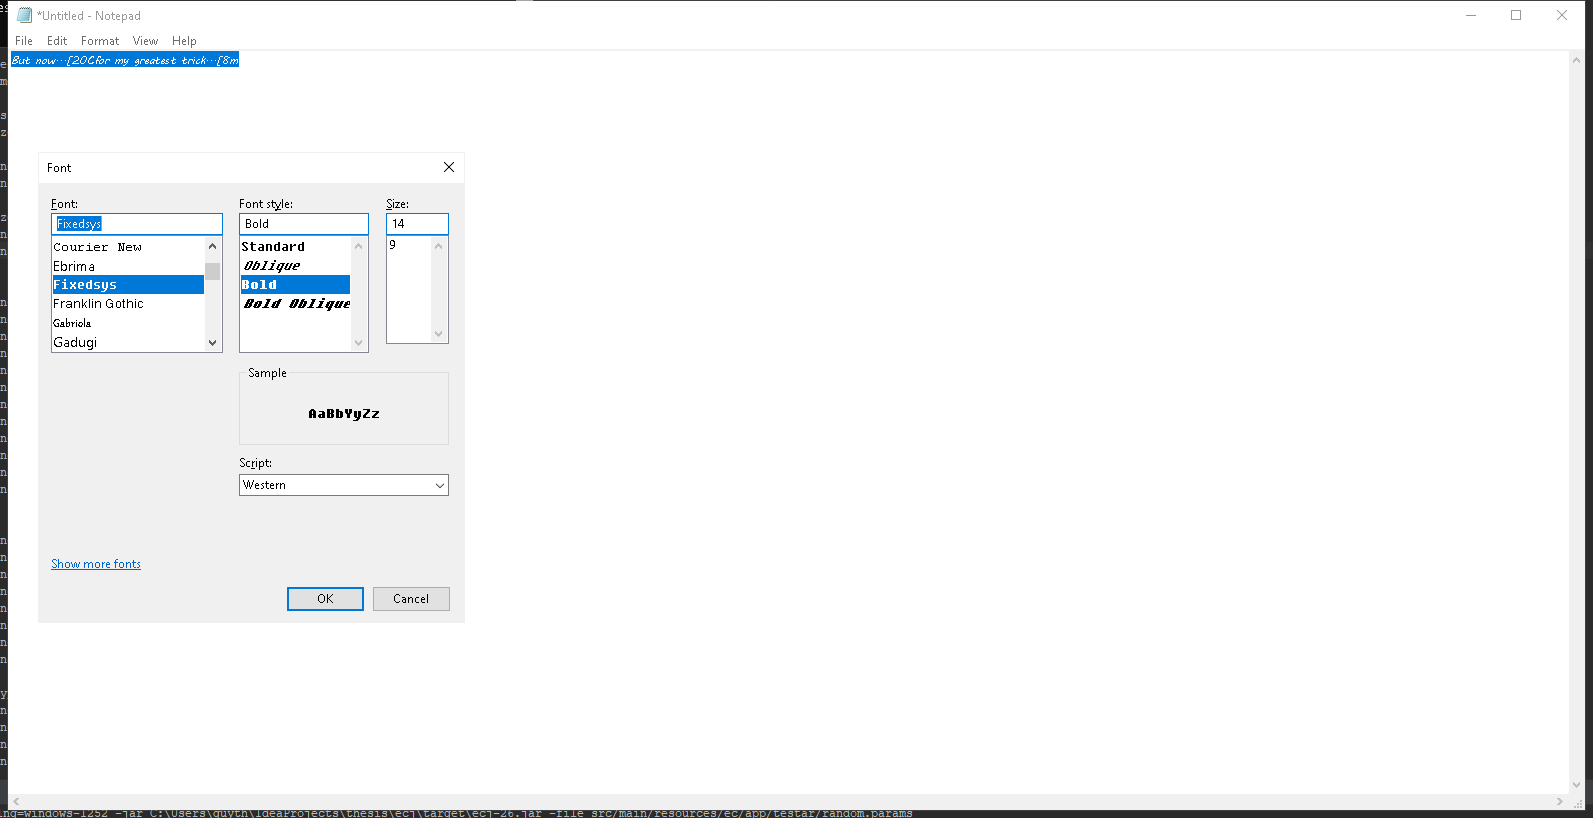 *Untitled - Notepad
File Edit Format View Help
But now...[20Cfor my greatest trick...[8m
Font
Font: Font style: Size:
Fixedsys Bold 14
Courier New Standard 9
Ebrima Oblique
Fixedsys Bold
Franklin Gothic Bold Oblique
Gabriola
Gadugi
Sample
AaBbYyZz
Script:
Western
Show more fonts
OK Cancel
ing=windows-1252 -jar C:\Users\guyth\IdeaProjects\thesis\ecj\target\ecj-26.jar -file src/main/resources/ec/app/testar/random.params